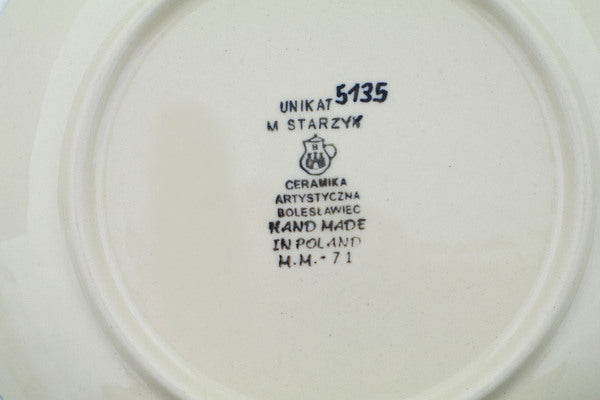 UNIKAT 5135
M STARZYK
B
CERAMIKA
ARTYSTYCZNA
BOLESŁAWIEC
HAND MADE
IN POLAND
M.M.-71